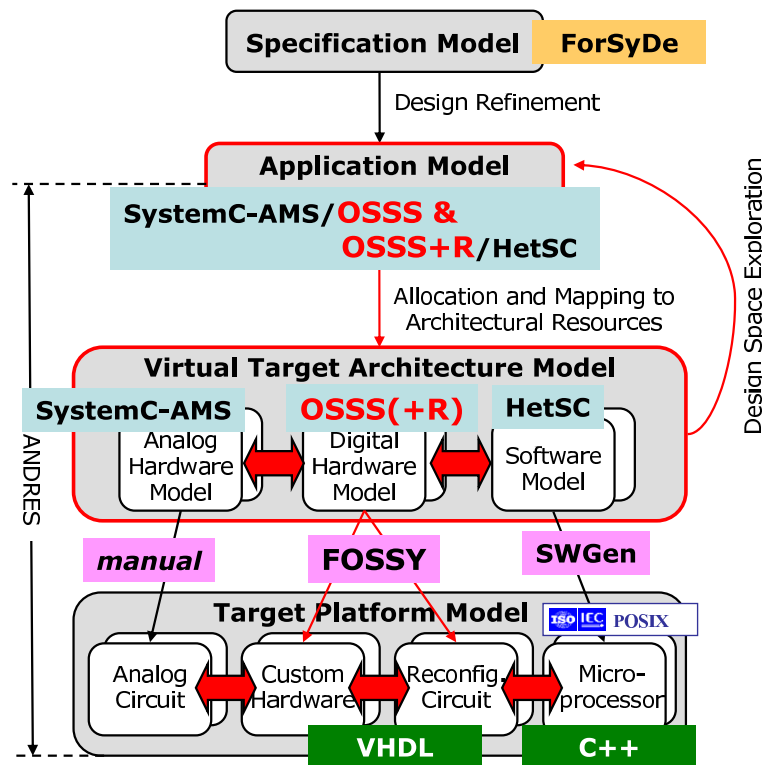 Specification Model
ForSyDe
Design Refinement
Application Model
SystemC-AMS/OSSS &
OSSS+R/HetSC
Allocation and Mapping to
Architectural Resources
Design Space Exploration
ANDRES
Virtual Target Architecture Model
SystemC-AMS
OSSS(+R)
HetSC
Analog
Hardware
Model
Digital
Hardware
Model
Software
Model
manual
FOSSY
SWGen
Target Platform Model
ISO IEC POSIX
Analog
Circuit
Custom
Hardware
Reconfig.
Circuit
Micro-
processor
VHDL
C++